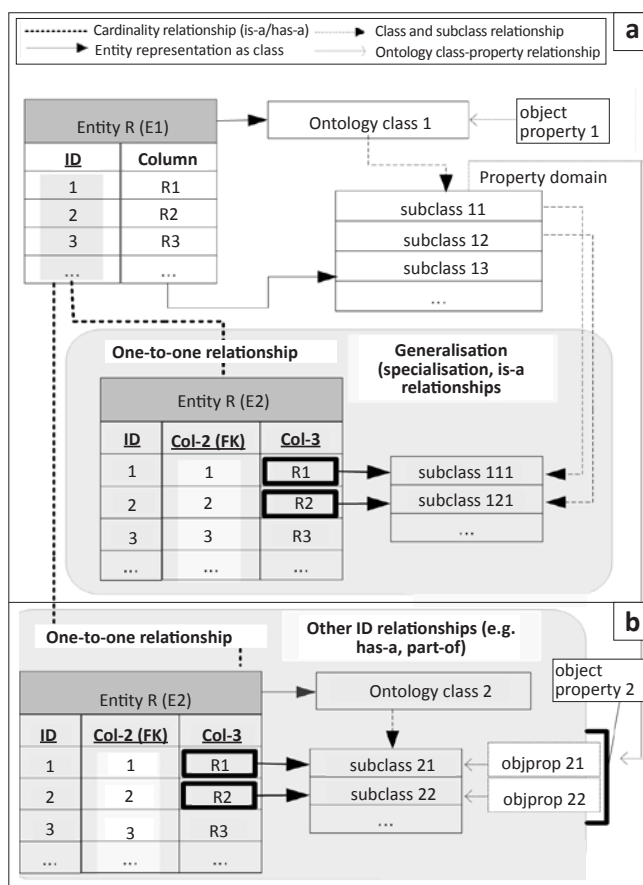 Cardinality relationship (is-a/has-a)
Class and subclass relationship
Entity representation as class
Ontology class-property relationship
a
Entity R (E1)
Ontology class 1
object
property 1
ID Column
1 R1
2 R2
3 R3
... ...
Property domain
subclass 11
subclass 12
subclass 13
...
One-to-one relationship
Generalisation
(specialisation, is-a
relationships
Entity R (E2)
ID Col-2 (FK) Col-3
1 1 R1
2 2 R2
3 3 R3
... ...
subclass 111
subclass 121
...
b
One-to-one relationship
Other ID relationships (e.g.
has-a, part-of)
object
property 2
Entity R (E2)
Ontology class 2
ID Col-2 (FK) Col-3
1 1 R1
2 2 R2
3 3 R3
... ... ...
subclass 21
subclass 22
...
objprop 21
objprop 22